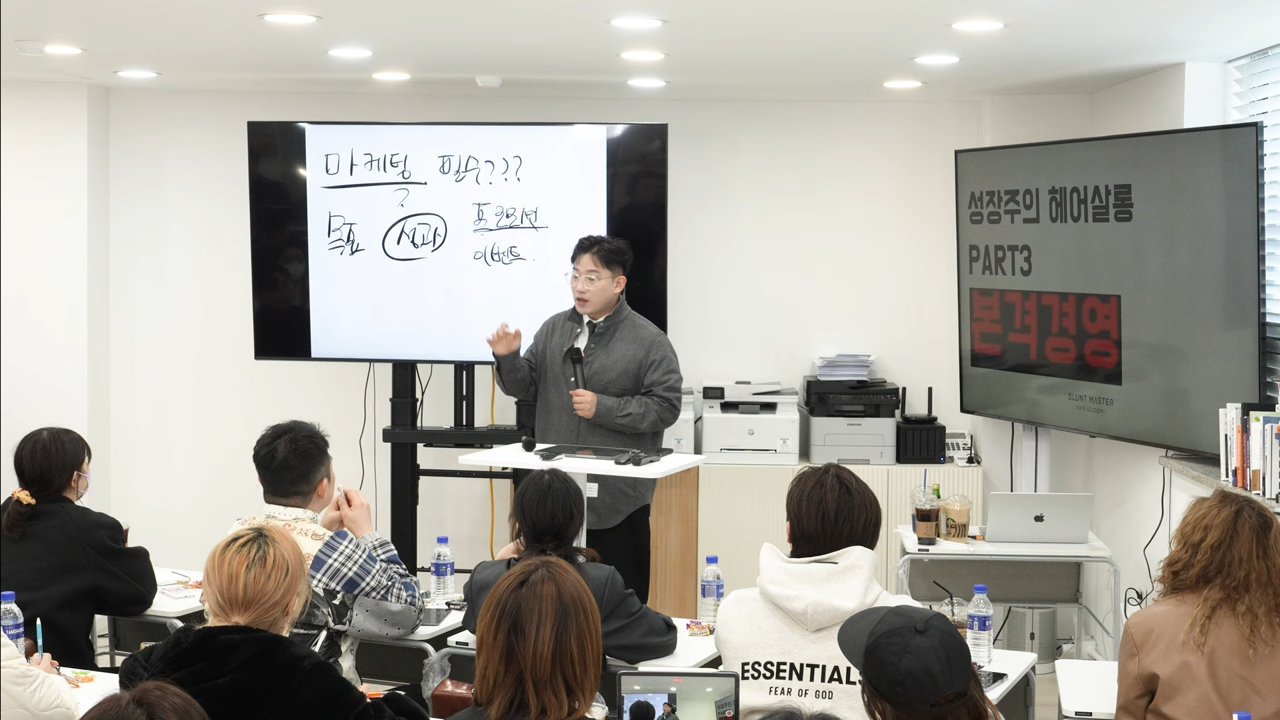 마케팅 필수???
?
목표 성과 프로모션
이벤트.
성장주의 헤어살롱
PART3
본격경영
BLUNT MASTER
HAIR ACADEMY
ESSENTIALS
FEAR OF GOD